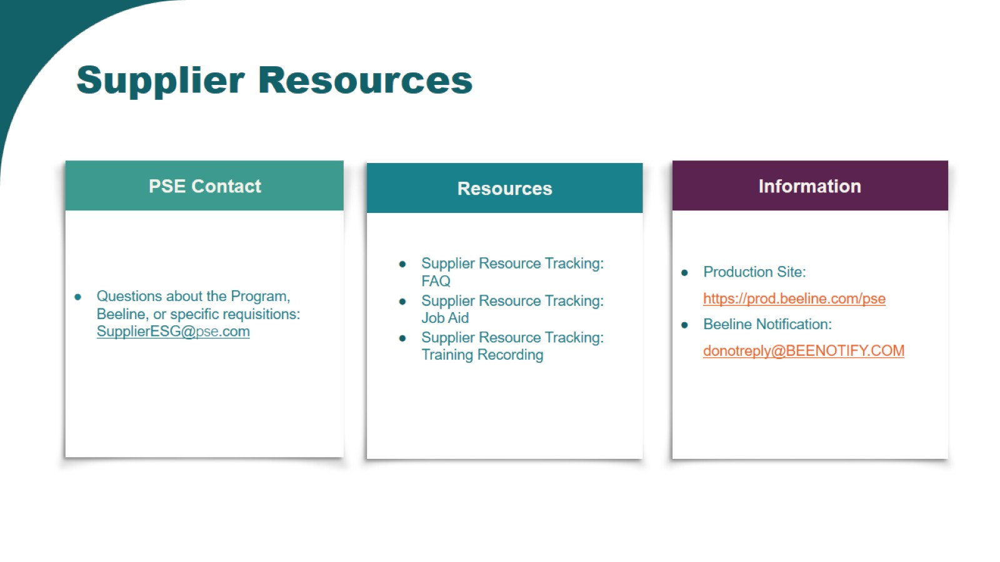 Supplier Resources
PSE Contact
● Questions about the Program,
Beeline, or specific requisitions:
SupplierESG@pse.com
Resources
● Supplier Resource Tracking:
FAQ
● Supplier Resource Tracking:
Job Aid
● Supplier Resource Tracking:
Training Recording
Information
● Production Site:
https://prod.beeline.com/pse
● Beeline Notification:
donotreply@BEENOTIFY.COM